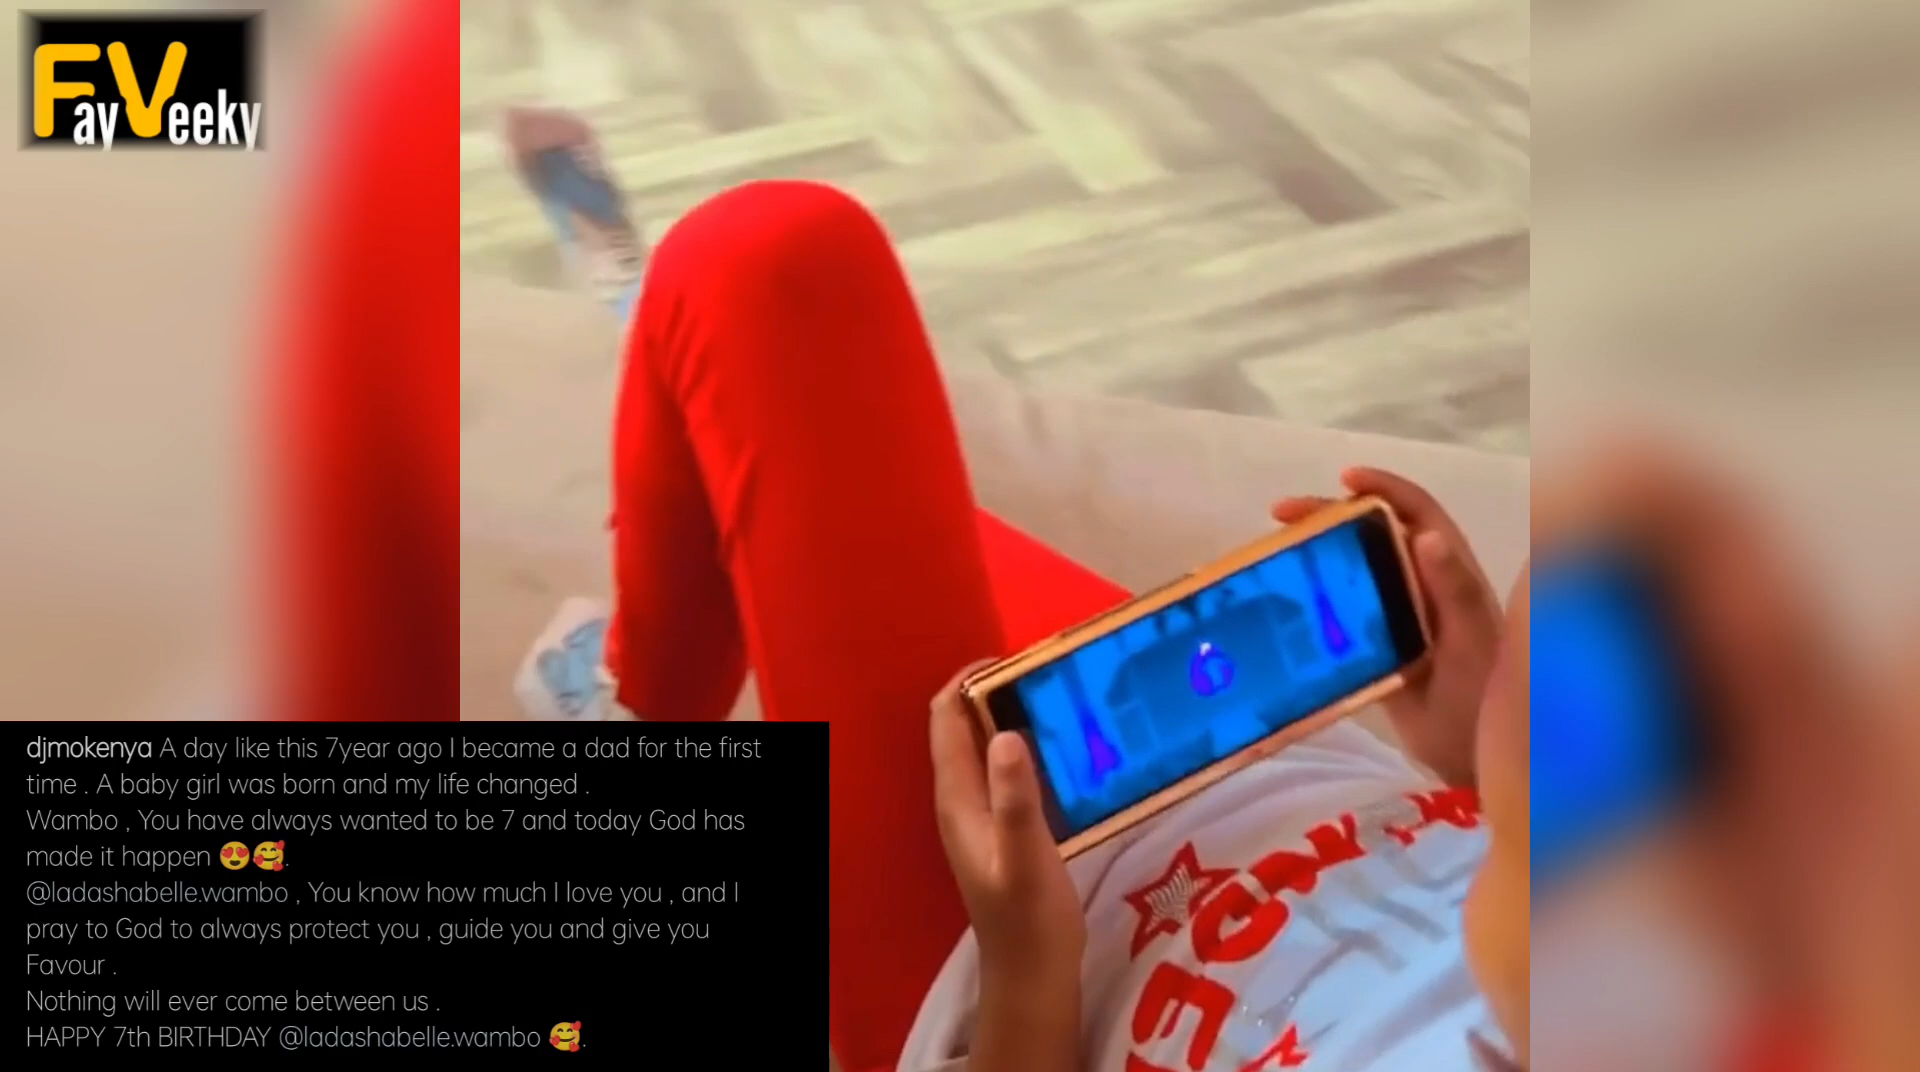 FayVeeky
djmokenya A day like this 7year ago I became a dad for the first
time . A baby girl was born and my life changed .
Wambo , You have always wanted to be 7 and today God has
made it happen 😍🥰.
@ladashabelle.wambo , You know how much I love you , and I
pray to God to always protect you , guide you and give you
Favour .
Nothing will ever come between us .
HAPPY 7th BIRTHDAY @ladashabelle.wambo 🥰.